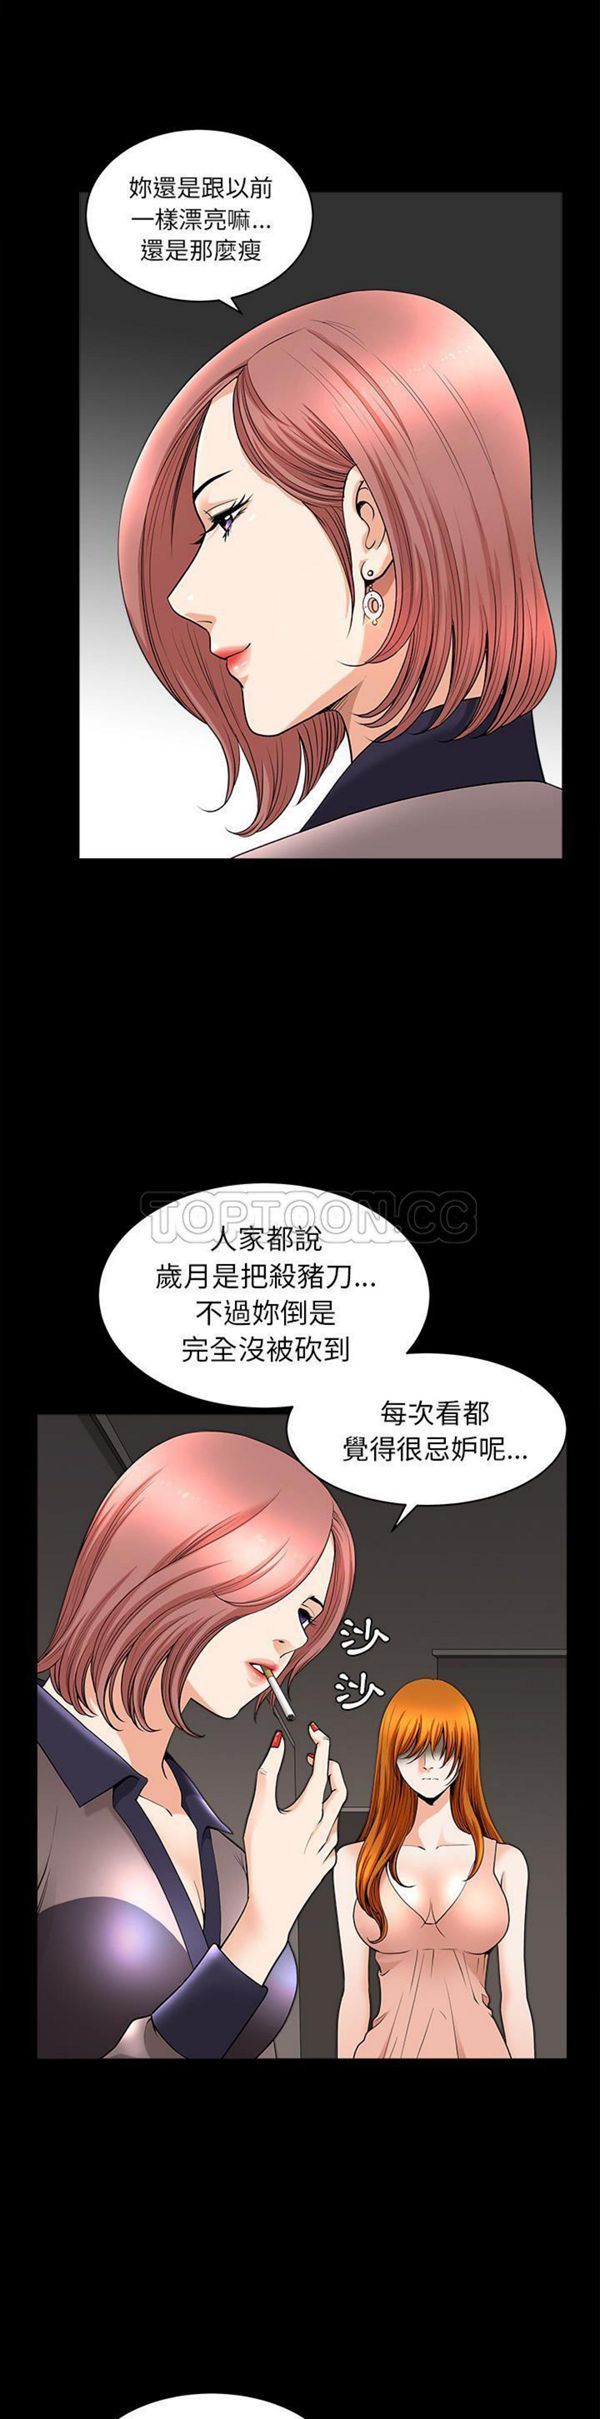 妳還是跟以前
一樣漂亮嘛...
還是那麼瘦
TOPTOON.CC
人家都說
歲月是把殺豬刀...
不過妳倒是
完全沒被砍到
每次看都
覺得很忌妒呢...
沙
沙